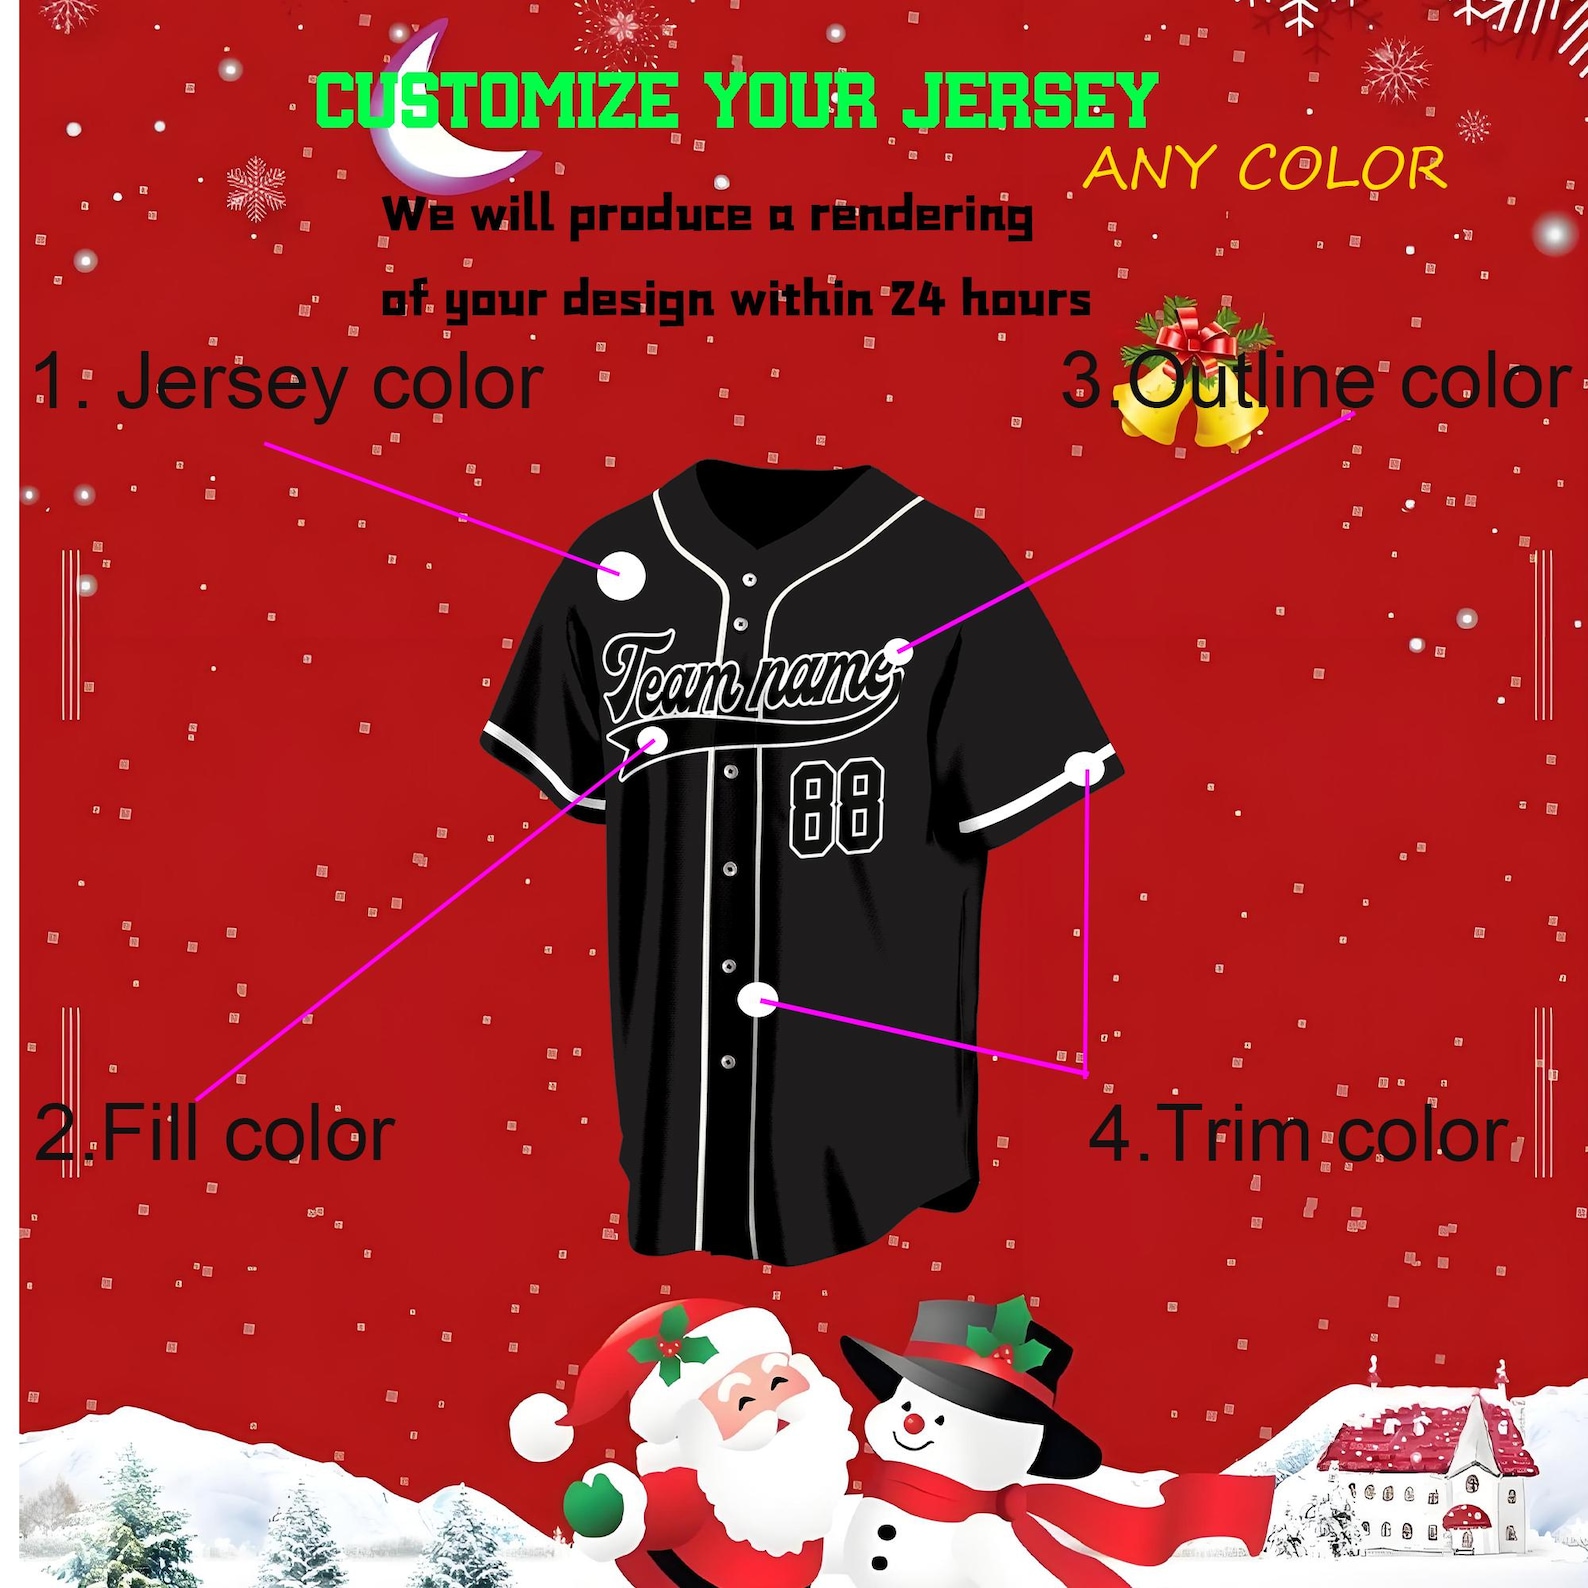 CUSTOMIZE YOUR JERSEY
ANY COLOR
We will produce a rendering
of your design within 24 hours
1. Jersey color
3.Outline color
Team name
88
2.Fill color
4.Trim color